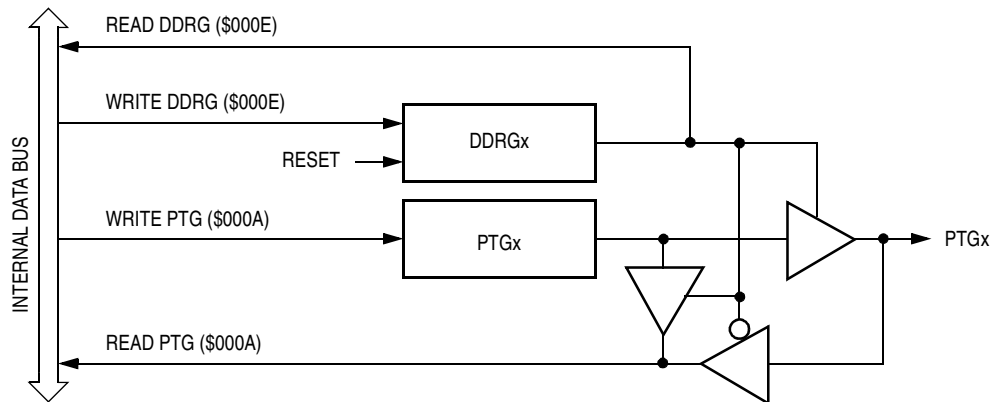 READ DDRG ($000E)
WRITE DDRG ($000E)
DDRGx
RESET
WRITE PTG ($000A)
PTGx
PTGx
READ PTG ($000A)
INTERNAL DATA BUS